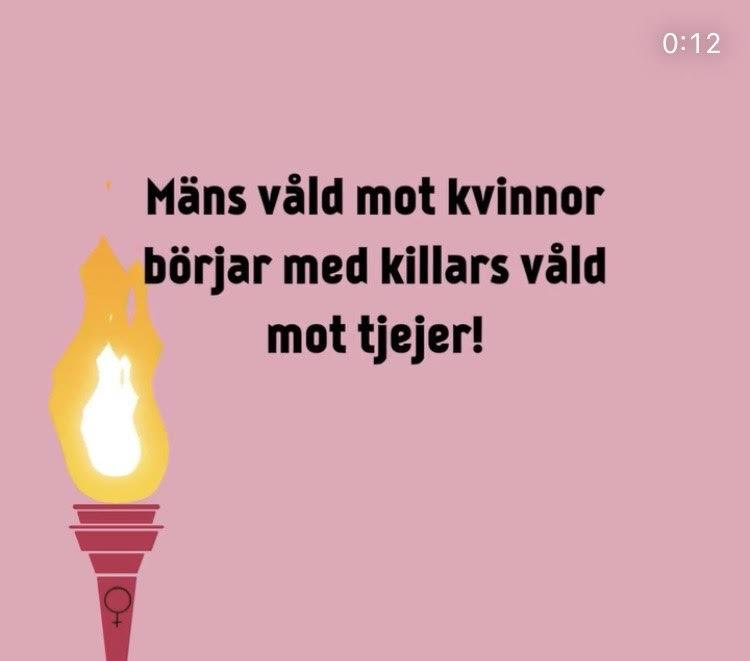 0:12
Mäns våld mot kvinnor
börjar med killars våld
mot tjejer!